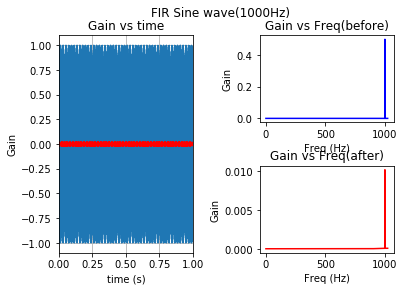 FIR Sine wave(1000Hz)
Gain vs time
1.00
0.75
0.50
0.25
0.00
−0.25
−0.50
−0.75
−1.00
Gain
0.00 0.25 0.50 0.75 1.00
time (s)
Gain vs Freq(before)
0.4
0.2
0.0
Gain
0 500 1000
Freq (Hz)
Gain vs Freq(after)
0.010
0.005
0.000
Gain
0 500 1000
Freq (Hz)